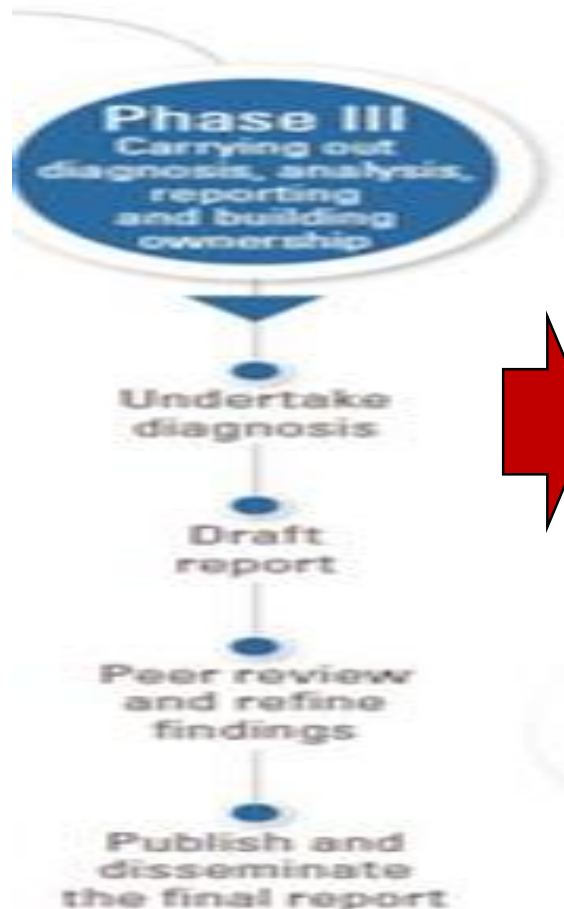 Phase III
Carrying out
diagnosis, analysis,
reporting
and building
ownership
Undertake
diagnosis
Draft
report
Peer review
and refine
findings
Publish and
disseminate
the final report